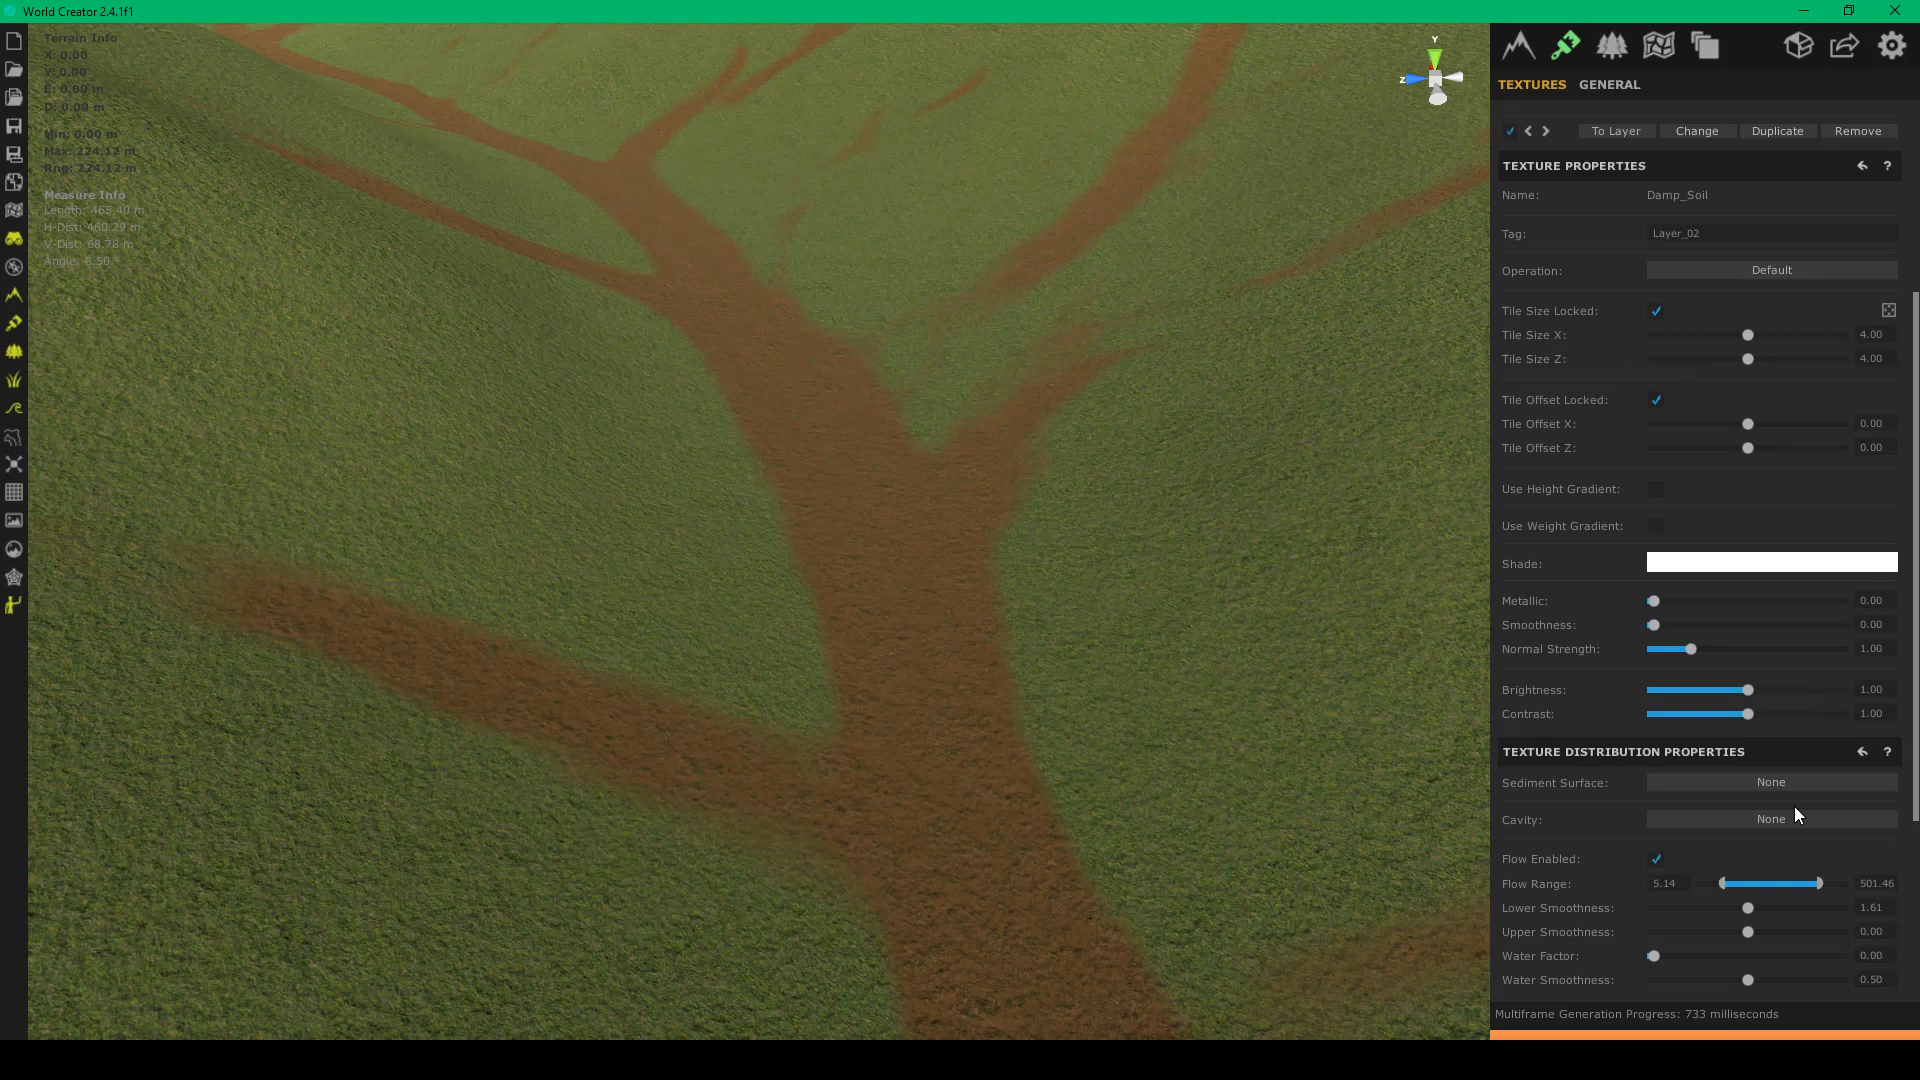 World Creator 2.4.1f1
Terrain Info
X: 0.00
Y: 0.00
E: 0.00 m
D: 0.00 m
Min: 0.00 m
Max: 224.12 m
Rng: 224.12 m
Measure Info
Length: 465.40 m
H-Dist: 460.29 m
V-Dist: 68.78 m
Angle: 8.50 °
Y
Z
TEXTURES GENERAL
To Layer Change Duplicate Remove
TEXTURE PROPERTIES ?
Name: Damp_Soil
Tag: Layer_02
Operation: Default
Tile Size Locked:
Tile Size X: 4.00
Tile Size Z: 4.00
Tile Offset Locked:
Tile Offset X: 0.00
Tile Offset Z: 0.00
Use Height Gradient:
Use Weight Gradient:
Shade:
Metallic: 0.00
Smoothness: 0.00
Normal Strength: 1.00
Brightness: 1.00
Contrast: 1.00
TEXTURE DISTRIBUTION PROPERTIES ?
Sediment Surface: None
Cavity: None
Flow Enabled:
Flow Range: 5.14 501.46
Lower Smoothness: 1.61
Upper Smoothness: 0.00
Water Factor: 0.00
Water Smoothness: 0.50
Multiframe Generation Progress: 733 milliseconds